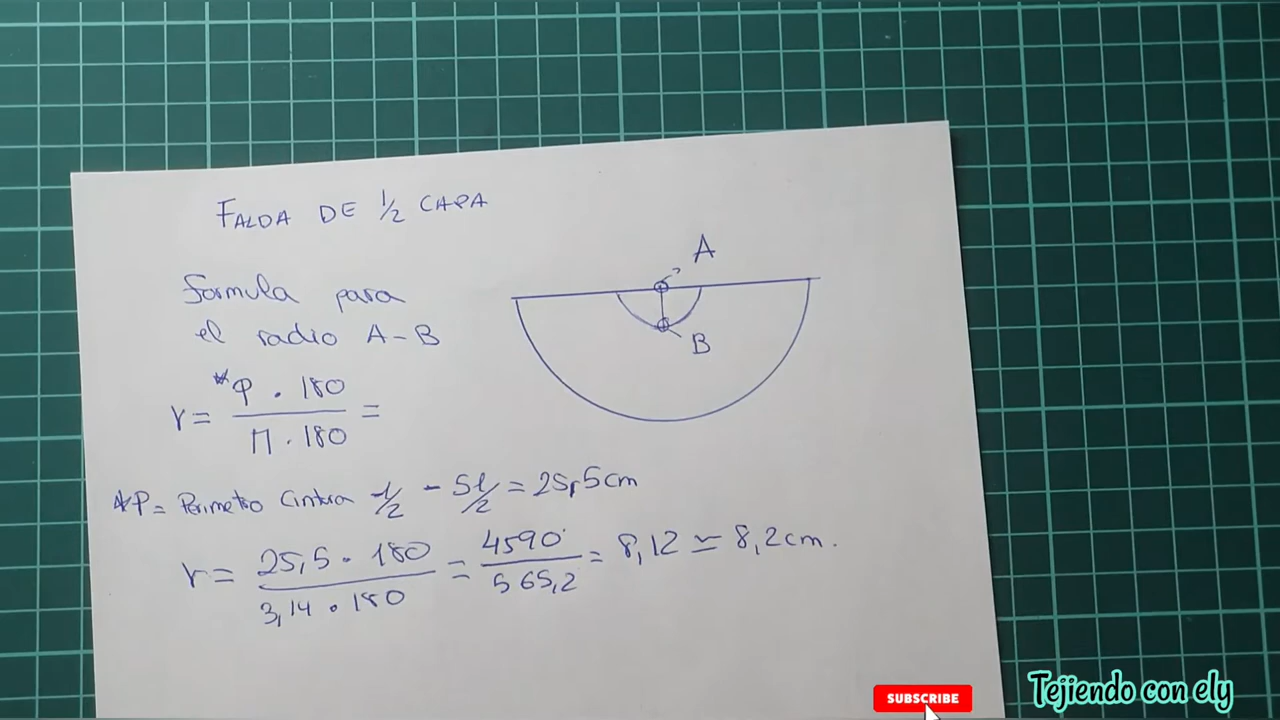 FALDA DE 1/2 CAPA
formula para
el radio A-B
r = *P . 180 / π . 180 =
A
B
*P = Perimetro Cintura 1/2 - 51/2 = 25,5cm
r = 25,5 . 180 / 3,14 . 180 = 4590 / 565,2 = 8,12 ≃ 8,2cm.
SUBSCRIBE
Tejiendo con ely